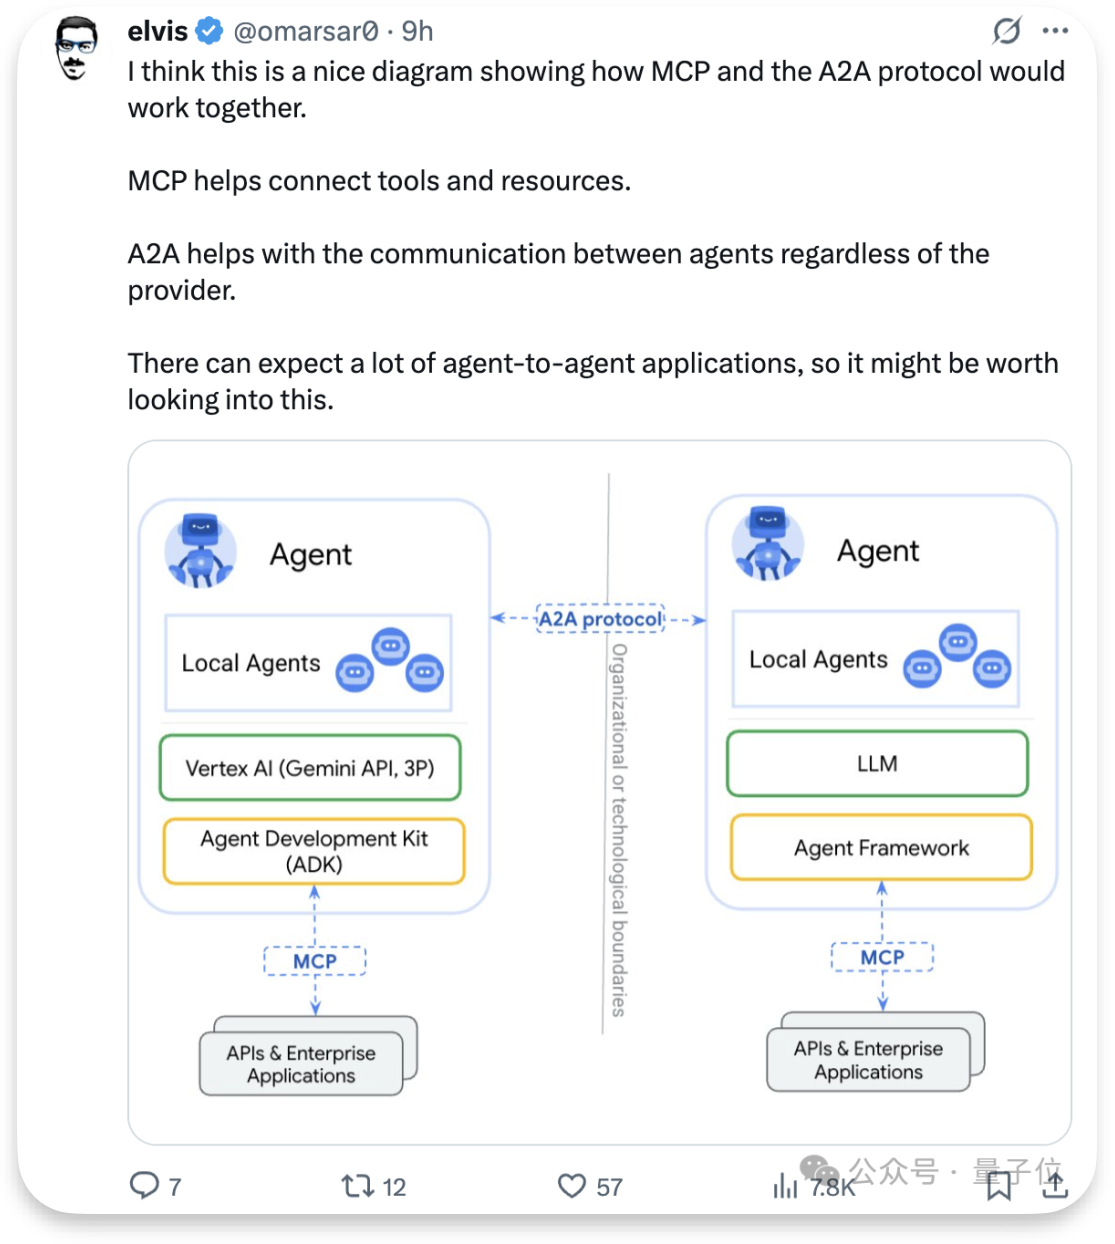 elvis @omarsar0 · 9h
I think this is a nice diagram showing how MCP and the A2A protocol would
work together.
MCP helps connect tools and resources.
A2A helps with the communication between agents regardless of the
provider.
There can expect a lot of agent-to-agent applications, so it might be worth
looking into this.
Agent
Local Agents
Vertex AI (Gemini API, 3P)
Agent Development Kit
(ADK)
MCP
APIs & Enterprise
Applications
A2A protocol
Organizational or technological boundaries
Agent
Local Agents
LLM
Agent Framework
MCP
APIs & Enterprise
Applications
7 12 57 7.8K
公众号 · 量子位